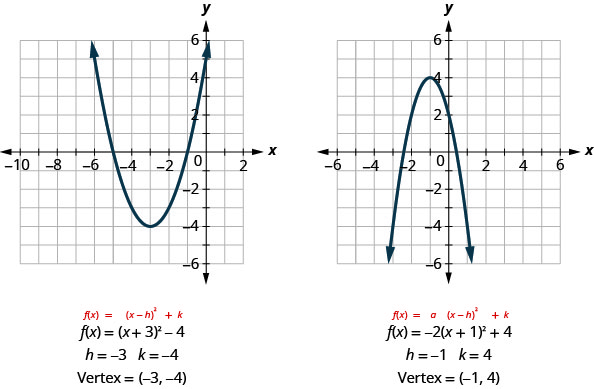 y
6
4
2
x
−10 −8 −6 −4 −2 0 2
−2
−4
−6
f(x) = (x – h)² + k
f(x) = (x + 3)² – 4
h = –3 k = –4
Vertex = (–3, –4)
y
6
4
2
x
−6 −4 −2 0 2 4 6
−2
−4
−6
f(x) = a (x – h)² + k
f(x) = –2(x + 1)² + 4
h = –1 k = 4
Vertex = (–1, 4)